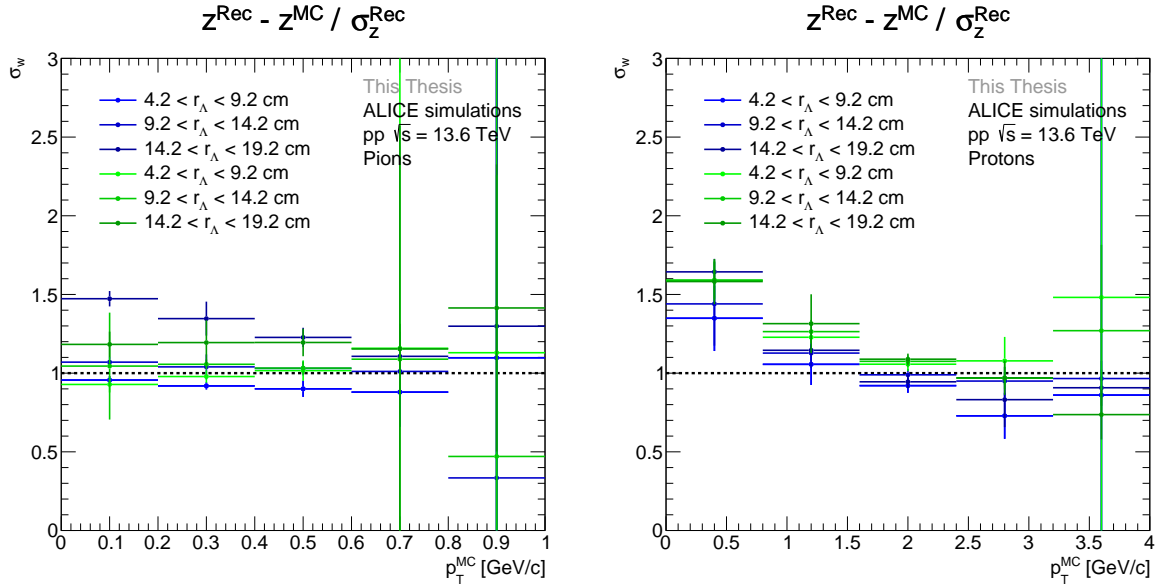 z^Rec - z^MC / σ_z^Rec
σ_w
This Thesis
ALICE simulations
pp √s = 13.6 TeV
Pions
4.2 < r_Λ < 9.2 cm
9.2 < r_Λ < 14.2 cm
14.2 < r_Λ < 19.2 cm
4.2 < r_Λ < 9.2 cm
9.2 < r_Λ < 14.2 cm
14.2 < r_Λ < 19.2 cm
3
2.5
2
1.5
1
0.5
0
0 0.1 0.2 0.3 0.4 0.5 0.6 0.7 0.8 0.9 1
p_T^MC [GeV/c]
z^Rec - z^MC / σ_z^Rec
σ_w
This Thesis
ALICE simulations
pp √s = 13.6 TeV
Protons
4.2 < r_Λ < 9.2 cm
9.2 < r_Λ < 14.2 cm
14.2 < r_Λ < 19.2 cm
4.2 < r_Λ < 9.2 cm
9.2 < r_Λ < 14.2 cm
14.2 < r_Λ < 19.2 cm
3
2.5
2
1.5
1
0.5
0
0 0.5 1 1.5 2 2.5 3 3.5 4
p_T^MC [GeV/c]